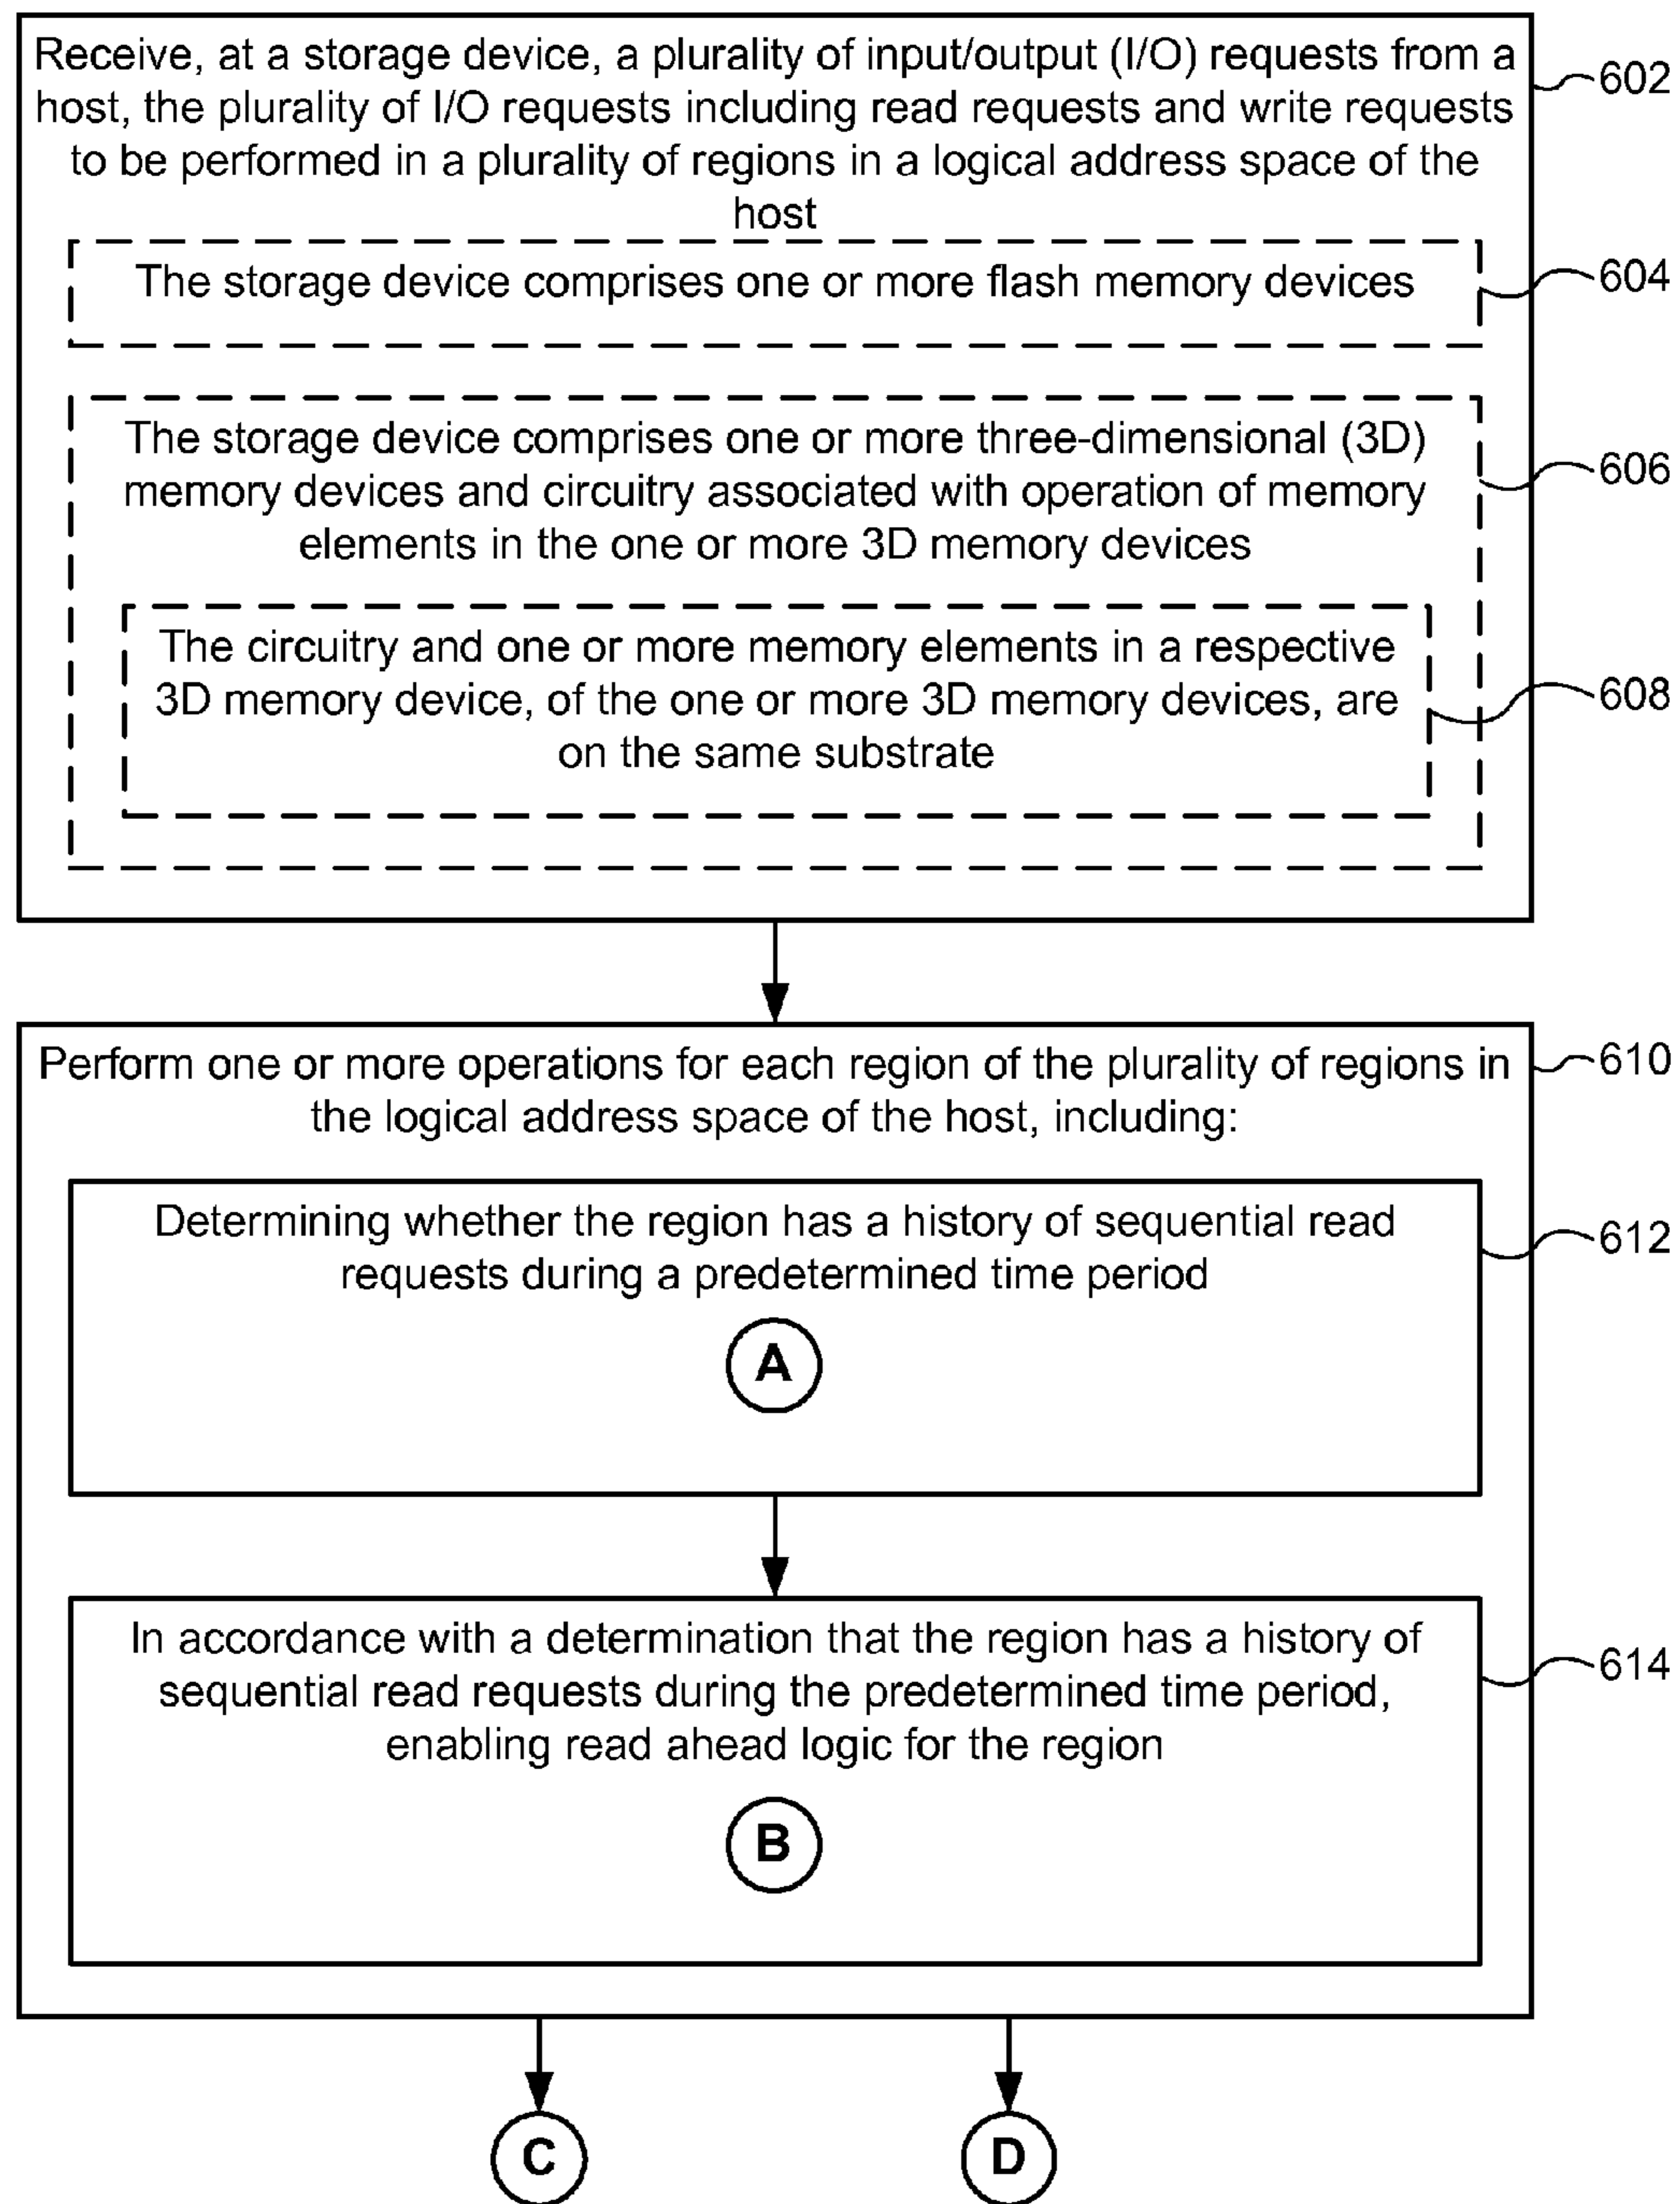 Receive, at a storage device, a plurality of input/output (I/O) requests from a
host, the plurality of I/O requests including read requests and write requests
to be performed in a plurality of regions in a logical address space of the
host
602
The storage device comprises one or more flash memory devices
604
The storage device comprises one or more three-dimensional (3D)
memory devices and circuitry associated with operation of memory
elements in the one or more 3D memory devices
606
The circuitry and one or more memory elements in a respective
3D memory device, of the one or more 3D memory devices, are
on the same substrate
608
Perform one or more operations for each region of the plurality of regions in
the logical address space of the host, including:
610
Determining whether the region has a history of sequential read
requests during a predetermined time period
612
A
In accordance with a determination that the region has a history of
sequential read requests during the predetermined time period,
enabling read ahead logic for the region
614
B
C
D